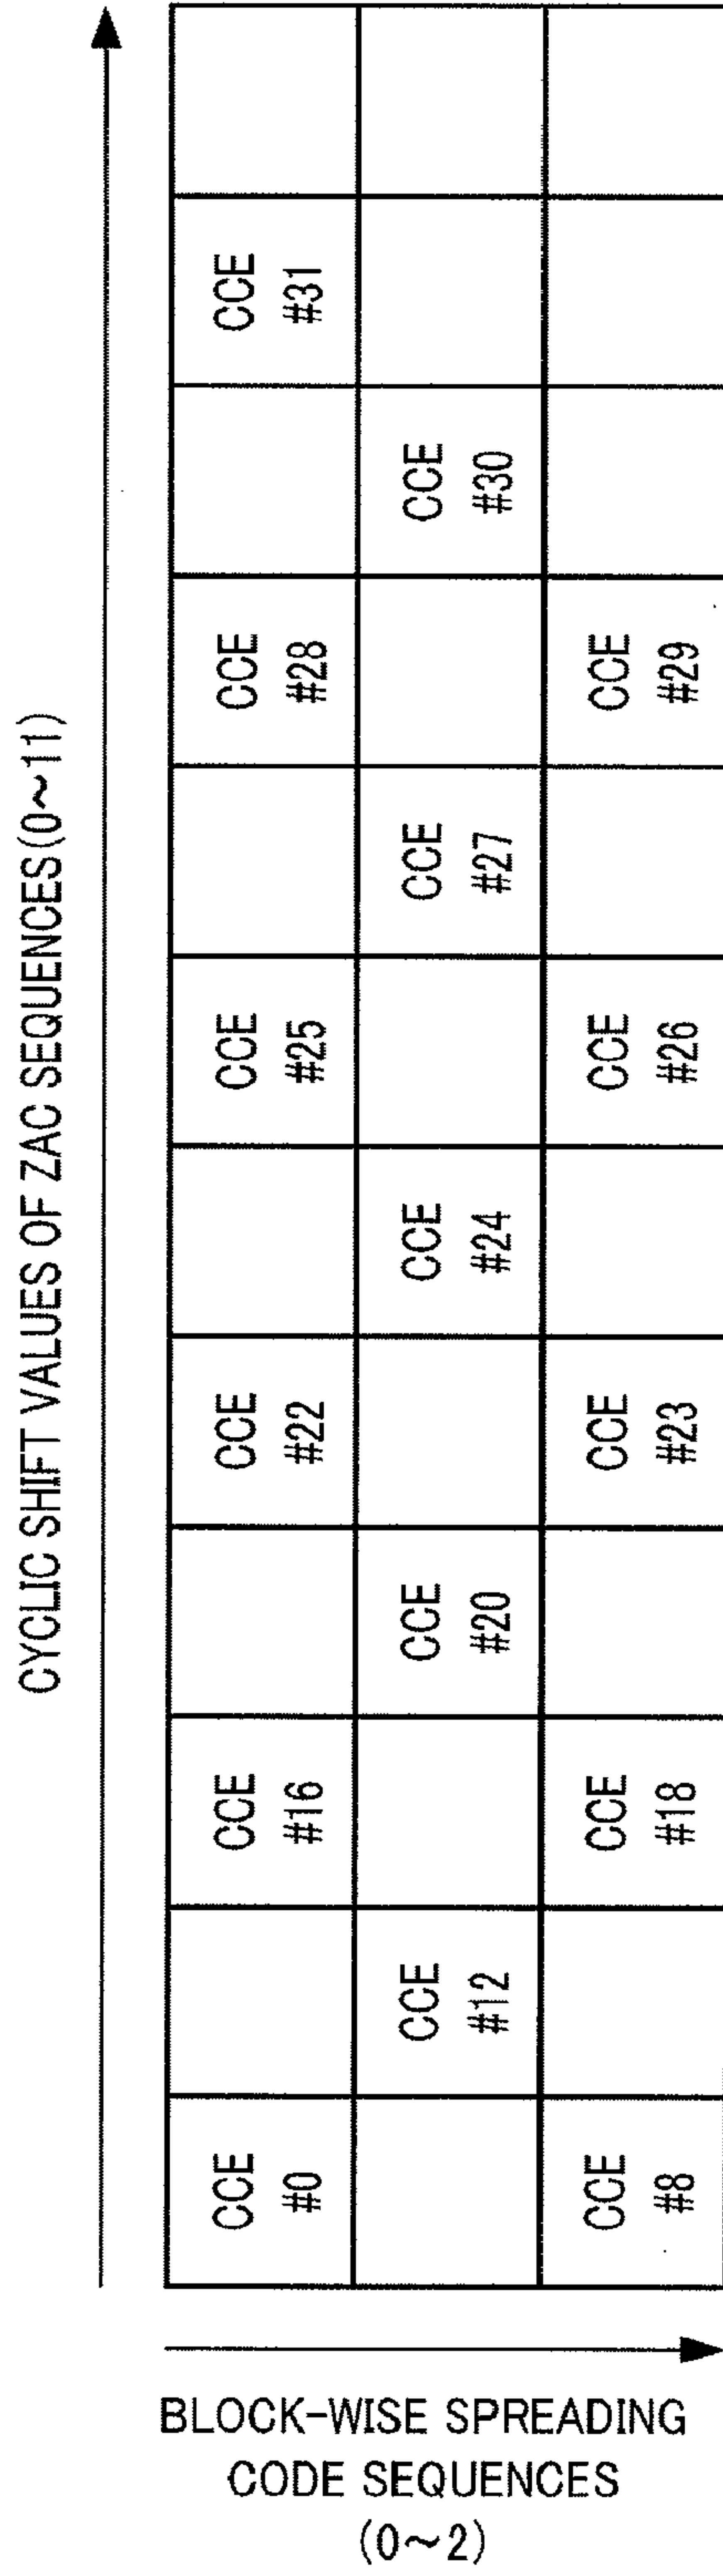 CYCLIC SHIFT VALUES OF ZAC SEQUENCES(0~11)
CCE
#0
CCE
#16
CCE
#22
CCE
#25
CCE
#28
CCE
#31
CCE
#12
CCE
#20
CCE
#24
CCE
#27
CCE
#30
CCE
#8
CCE
#18
CCE
#23
CCE
#26
CCE
#29
BLOCK-WISE SPREADING
CODE SEQUENCES
(0~2)